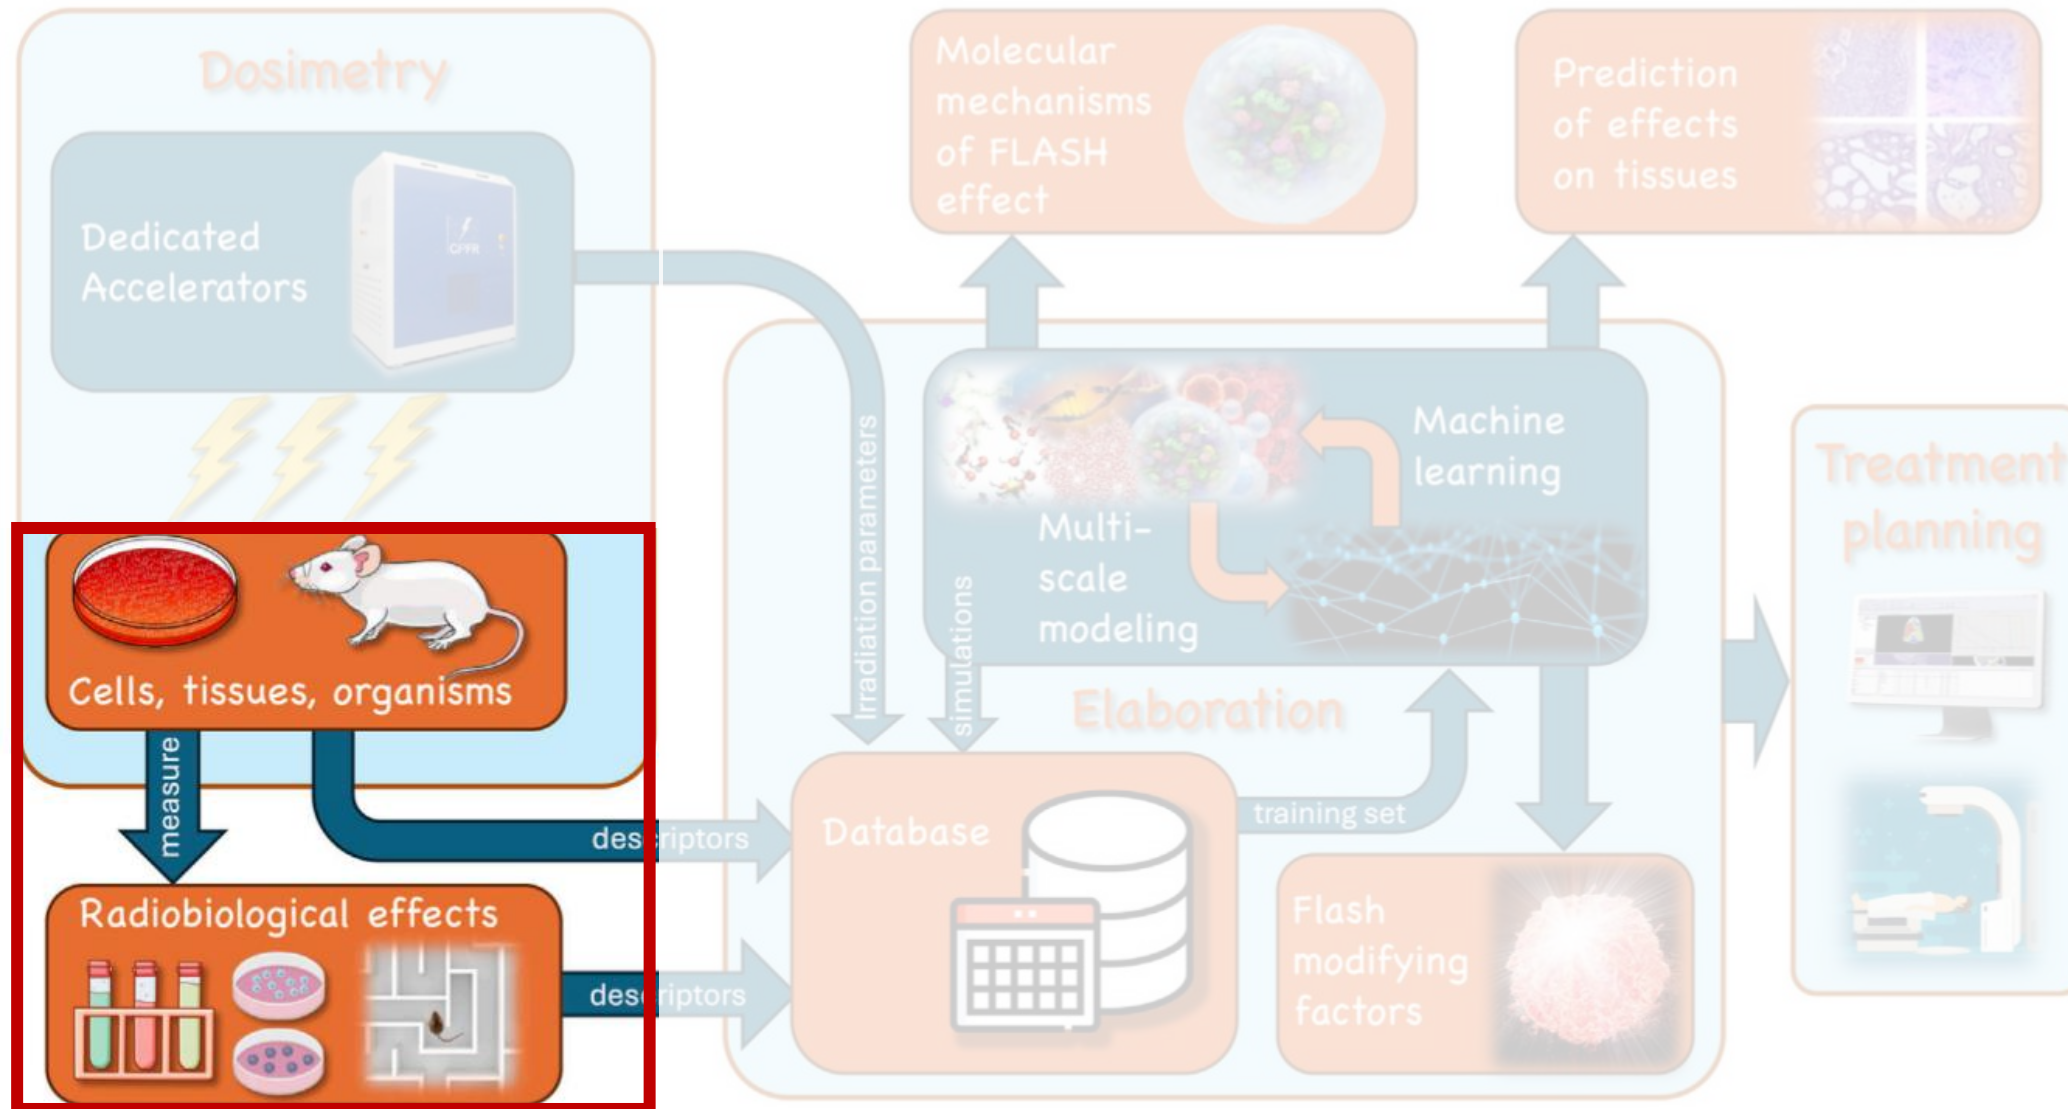 Dosimetry
Dedicated
Accelerators
CPFR
Cells, tissues, organisms
measure
descriptors
Radiobiological effects
descriptors
Irradiation parameters
simulations
Molecular
mechanisms
of FLASH
effect
Prediction
of effects
on tissues
Machine
learning
Multi-
scale
modeling
Elaboration
Database
training set
Flash
modifying
factors
Treatment
planning